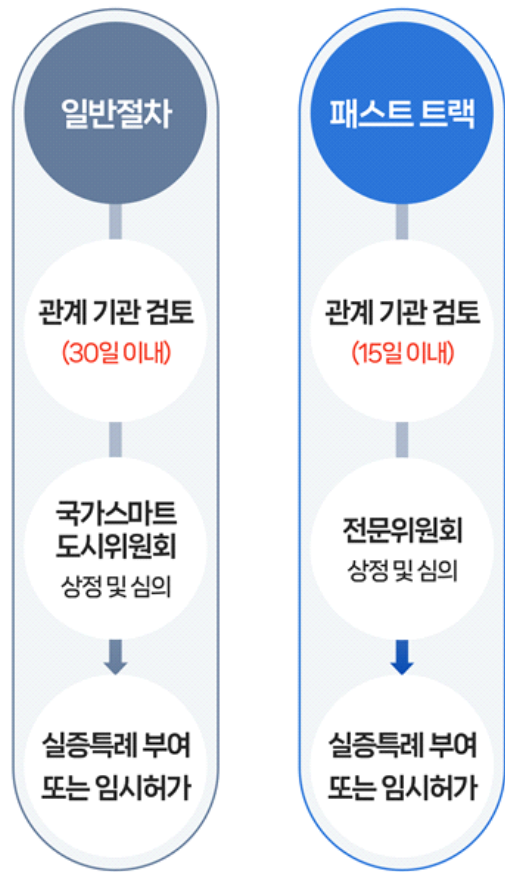 일반절차
관계 기관 검토
(30일 이내)
국가스마트
도시위원회
상정 및 심의
실증특례 부여
또는 임시허가
패스트 트랙
관계 기관 검토
(15일 이내)
전문위원회
상정 및 심의
실증특례 부여
또는 임시허가